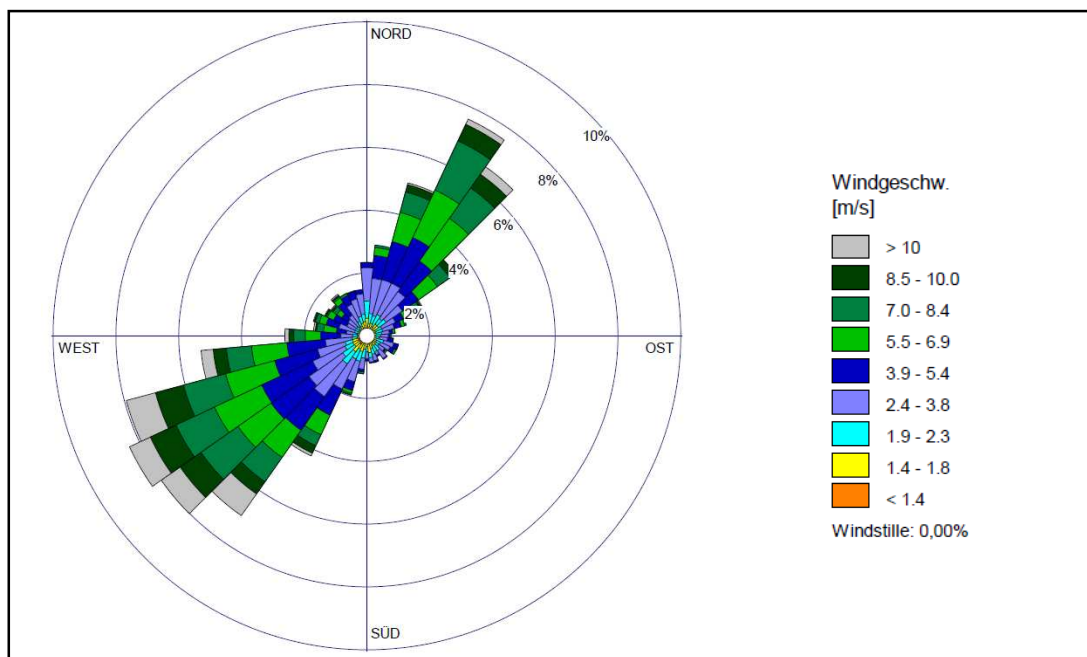 NORD
10%
8%
6%
4%
2%
WEST
OST
SÜD
Windgeschw.
[m/s]
> 10
8.5 - 10.0
7.0 - 8.4
5.5 - 6.9
3.9 - 5.4
2.4 - 3.8
1.9 - 2.3
1.4 - 1.8
< 1.4
Windstille: 0,00%